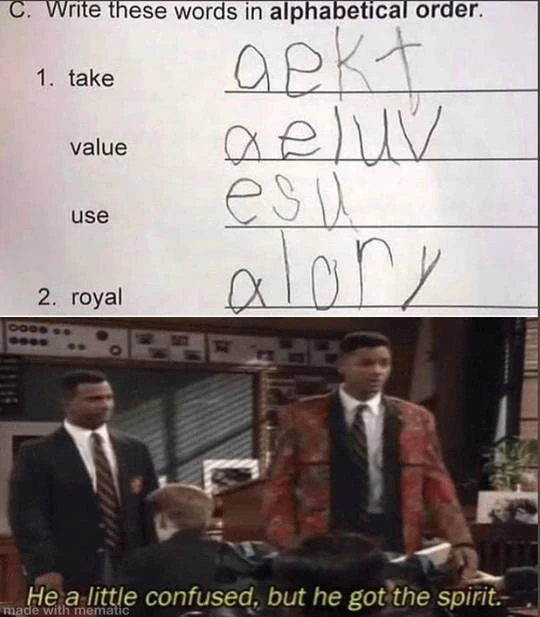 C. Write these words in alphabetical order.
1. take aekt
value aeluv
use esu
2. royal alory
He a little confused, but he got the spirit.
made with mematic